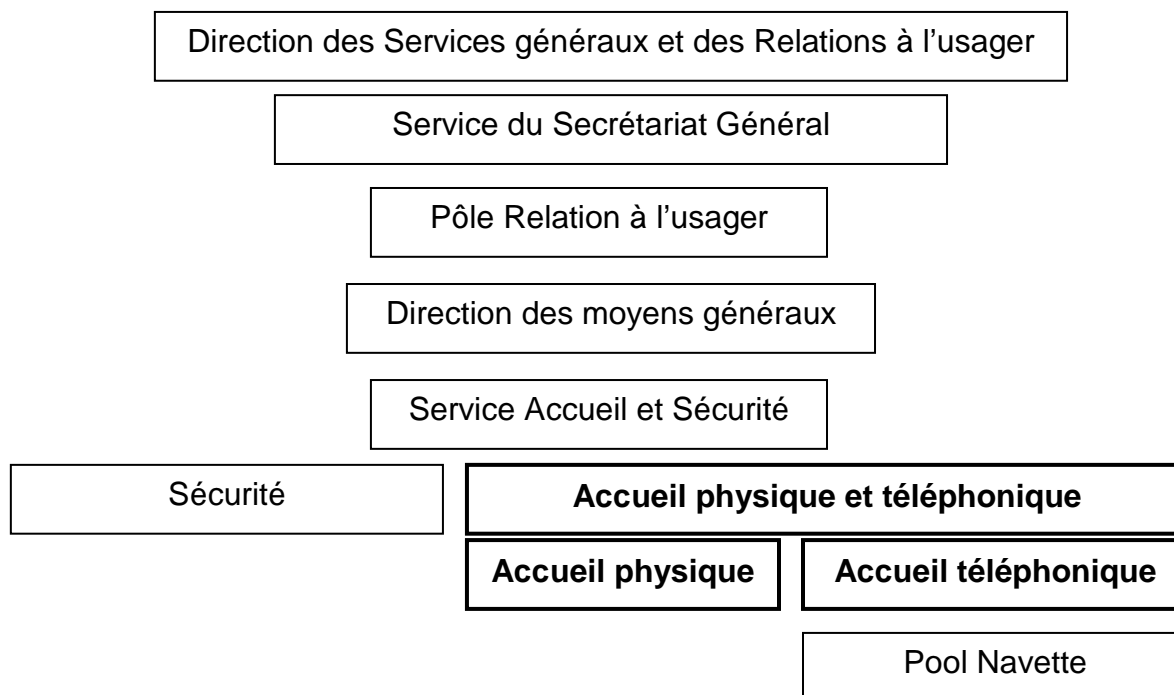 Direction des Services généraux et des Relations à l’usager
Service du Secrétariat Général
Pôle Relation à l’usager
Direction des moyens généraux
Service Accueil et Sécurité
Sécurité
Accueil physique et téléphonique
Accueil physique
Accueil téléphonique
Pool Navette